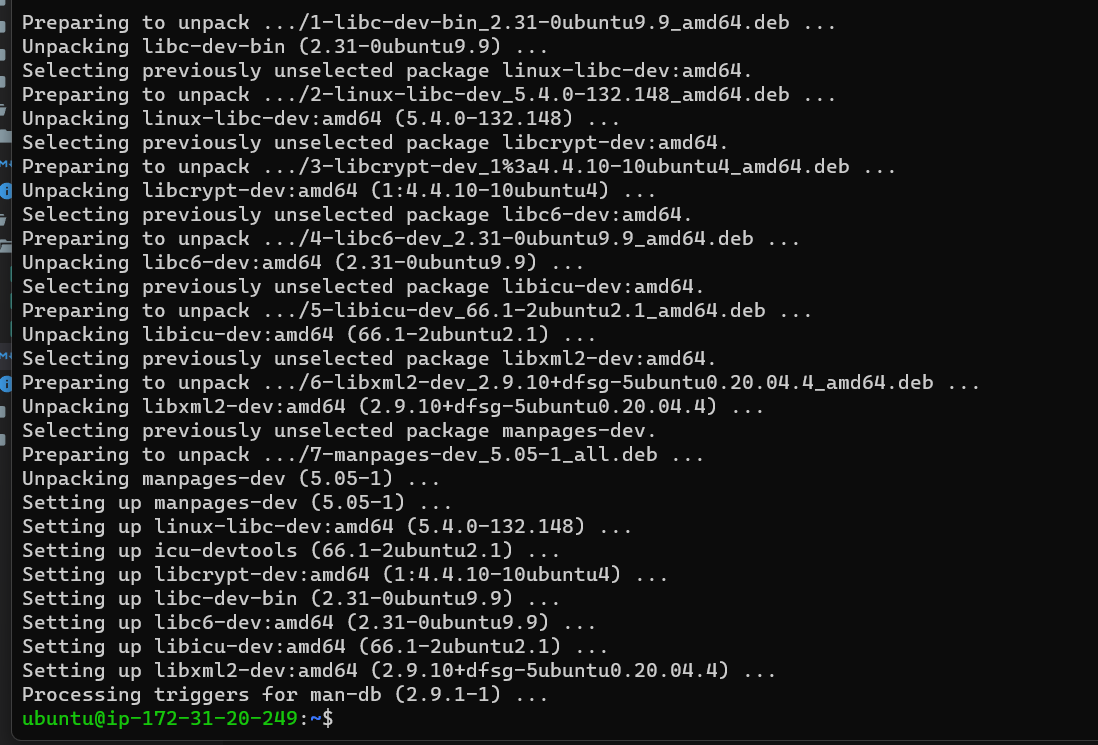 Preparing to unpack .../1-libc-dev-bin_2.31-0ubuntu9.9_amd64.deb ...
Unpacking libc-dev-bin (2.31-0ubuntu9.9) ...
Selecting previously unselected package linux-libc-dev:amd64.
Preparing to unpack .../2-linux-libc-dev_5.4.0-132.148_amd64.deb ...
Unpacking linux-libc-dev:amd64 (5.4.0-132.148) ...
Selecting previously unselected package libcrypt-dev:amd64.
Preparing to unpack .../3-libcrypt-dev_1%3a4.4.10-10ubuntu4_amd64.deb ...
Unpacking libcrypt-dev:amd64 (1:4.4.10-10ubuntu4) ...
Selecting previously unselected package libc6-dev:amd64.
Preparing to unpack .../4-libc6-dev_2.31-0ubuntu9.9_amd64.deb ...
Unpacking libc6-dev:amd64 (2.31-0ubuntu9.9) ...
Selecting previously unselected package libicu-dev:amd64.
Preparing to unpack .../5-libicu-dev_66.1-2ubuntu2.1_amd64.deb ...
Unpacking libicu-dev:amd64 (66.1-2ubuntu2.1) ...
Selecting previously unselected package libxml2-dev:amd64.
Preparing to unpack .../6-libxml2-dev_2.9.10+dfsg-5ubuntu0.20.04.4_amd64.deb ...
Unpacking libxml2-dev:amd64 (2.9.10+dfsg-5ubuntu0.20.04.4) ...
Selecting previously unselected package manpages-dev.
Preparing to unpack .../7-manpages-dev_5.05-1_all.deb ...
Unpacking manpages-dev (5.05-1) ...
Setting up manpages-dev (5.05-1) ...
Setting up linux-libc-dev:amd64 (5.4.0-132.148) ...
Setting up icu-devtools (66.1-2ubuntu2.1) ...
Setting up libcrypt-dev:amd64 (1:4.4.10-10ubuntu4) ...
Setting up libc-dev-bin (2.31-0ubuntu9.9) ...
Setting up libc6-dev:amd64 (2.31-0ubuntu9.9) ...
Setting up libicu-dev:amd64 (66.1-2ubuntu2.1) ...
Setting up libxml2-dev:amd64 (2.9.10+dfsg-5ubuntu0.20.04.4) ...
Processing triggers for man-db (2.9.1-1) ...
ubuntu@ip-172-31-20-249:~$